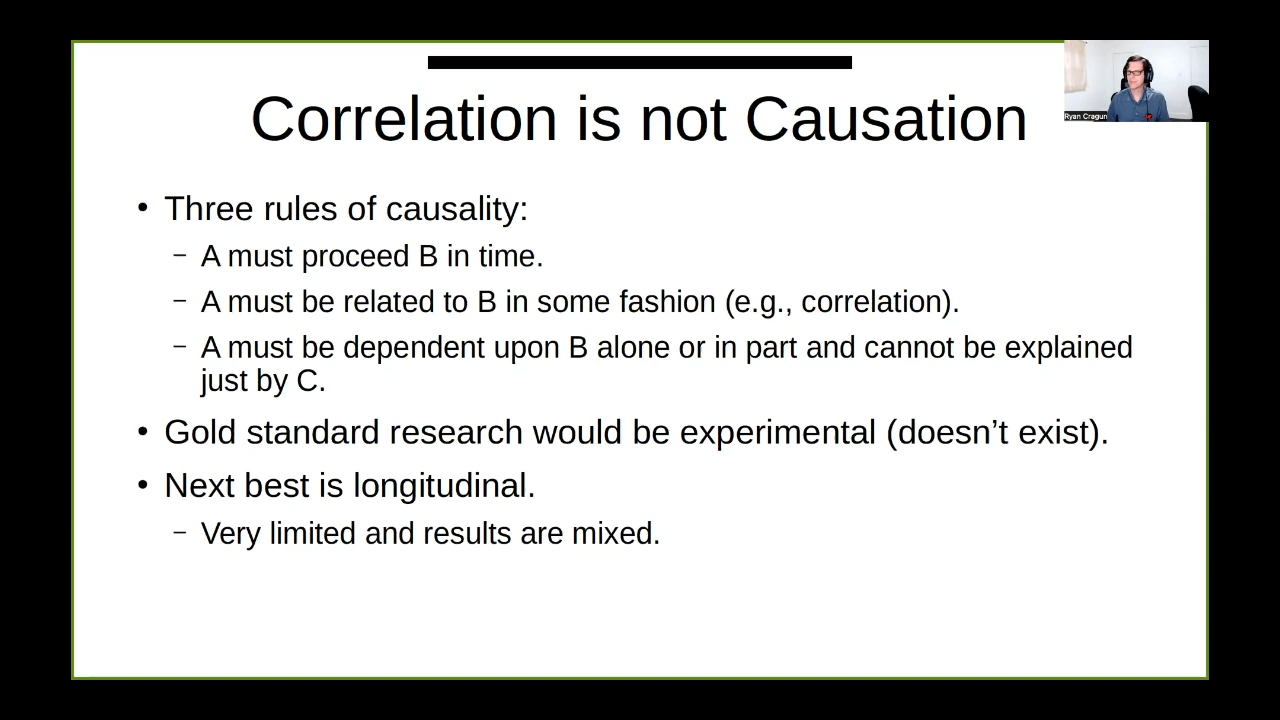 Correlation is not Causation
Ryan Cragun
• Three rules of causality:
– A must proceed B in time.
– A must be related to B in some fashion (e.g., correlation).
– A must be dependent upon B alone or in part and cannot be explained
just by C.
• Gold standard research would be experimental (doesn’t exist).
• Next best is longitudinal.
– Very limited and results are mixed.